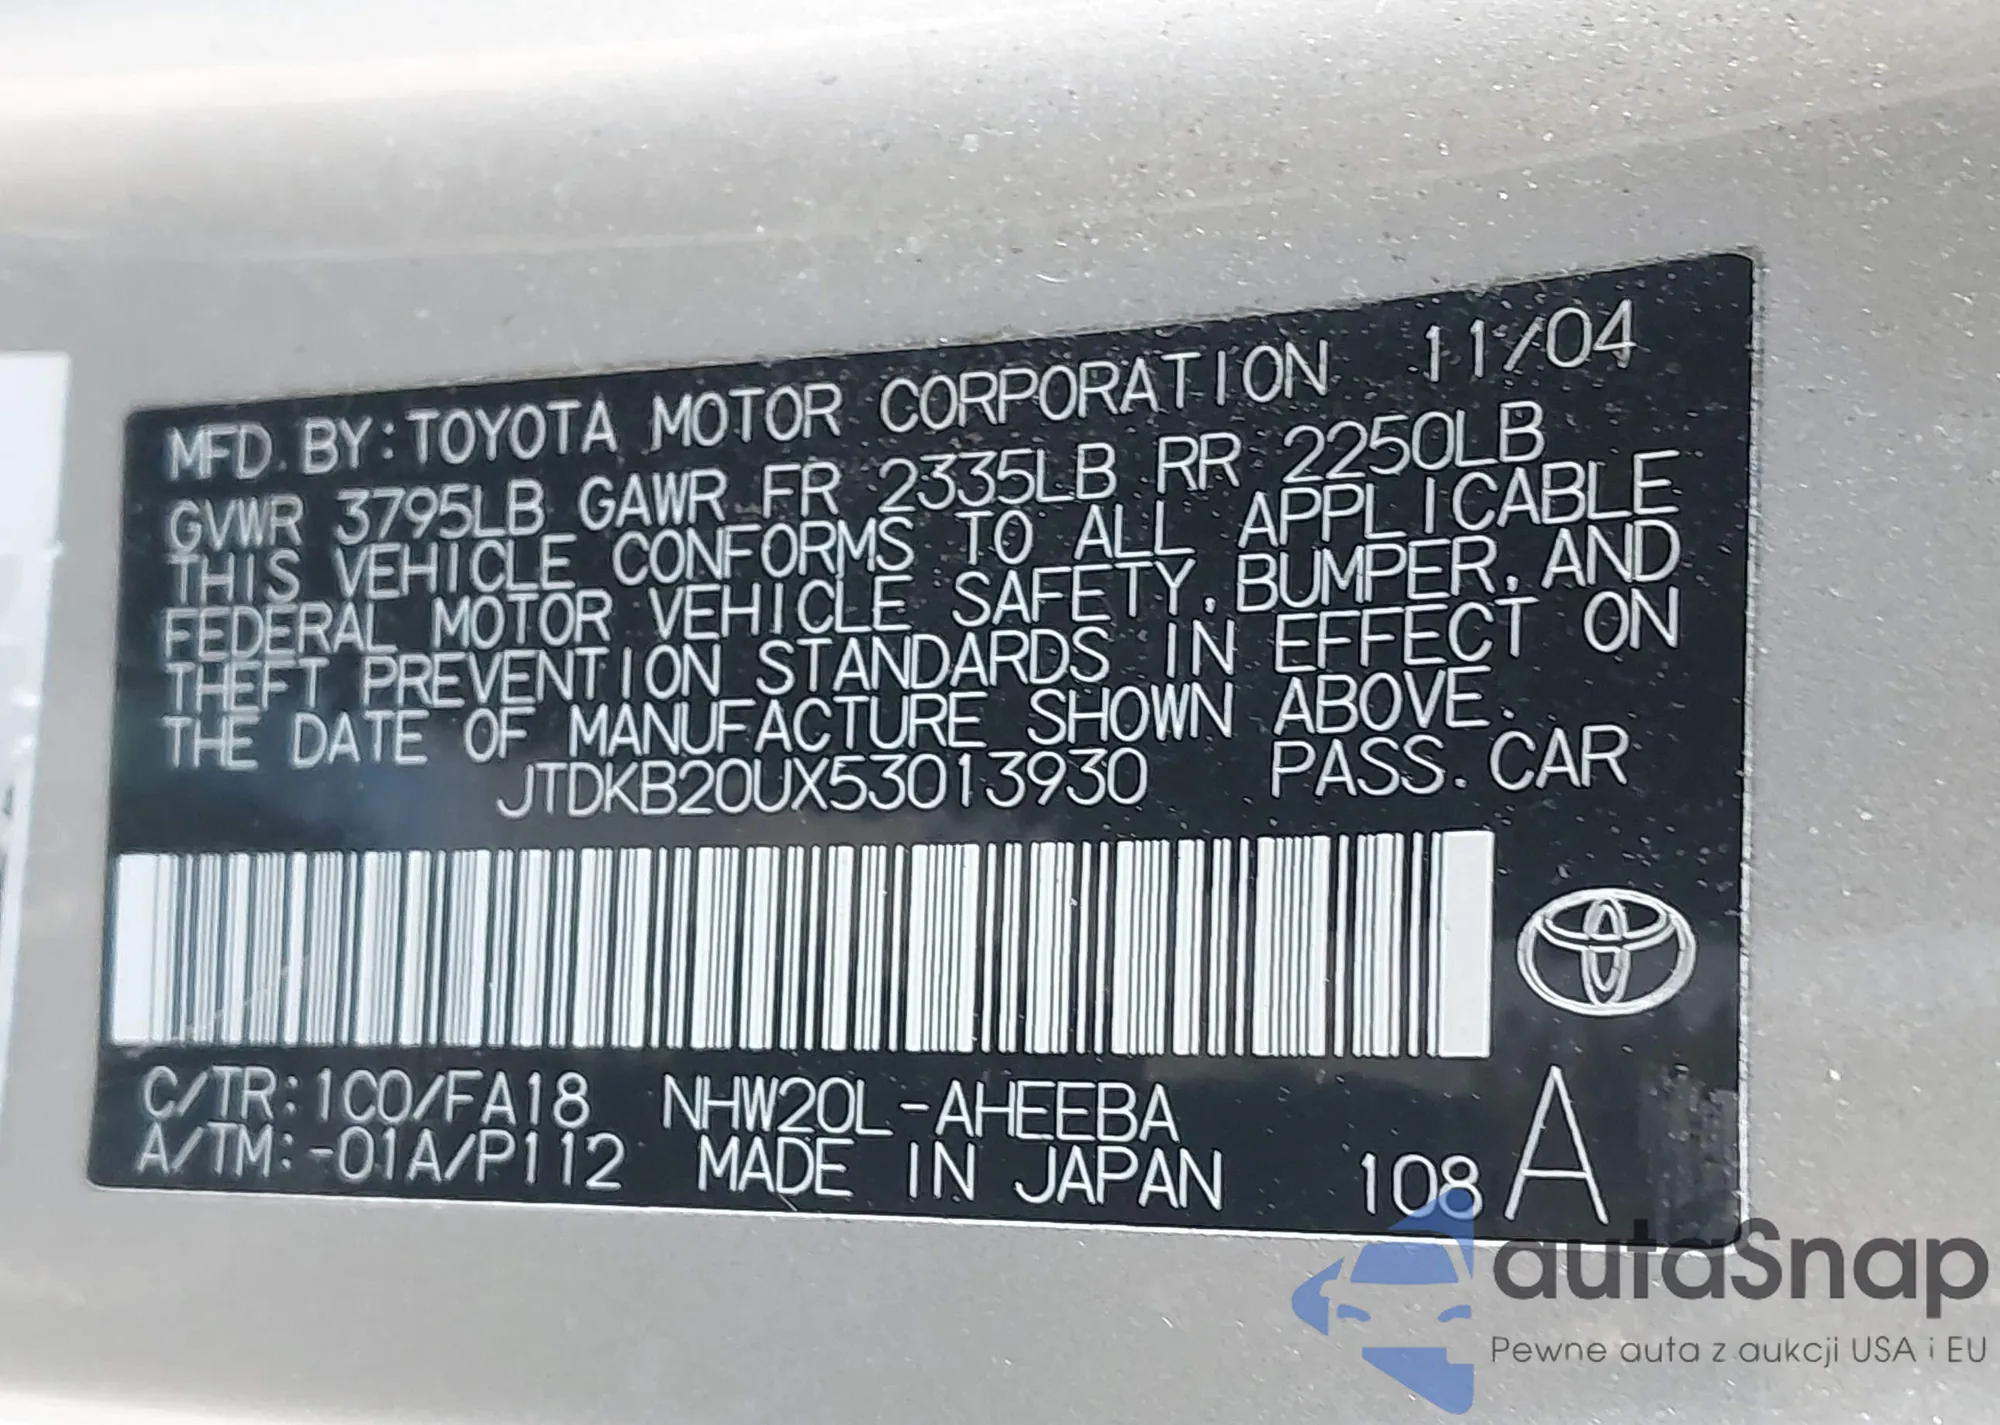 MFD. BY: TOYOTA MOTOR CORPORATION 11/04
GVWR 3795LB GAWR FR 2335LB RR 2250LB
THIS VEHICLE CONFORMS TO ALL APPLICABLE
FEDERAL MOTOR VEHICLE SAFETY, BUMPER, AND
THEFT PREVENTION STANDARDS IN EFFECT ON
THE DATE OF MANUFACTURE SHOWN ABOVE.
JTDKB20UX53013930 PASS. CAR
C/TR: 1C0/FA18 NHW20L-AHEEBA
A/TM: -01A/P112 MADE IN JAPAN 108 A
autaSnap
Pewne auta z aukcji USA i EU